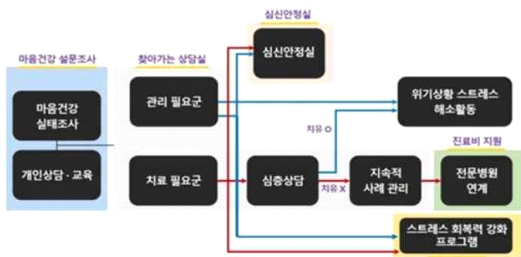 심신안정실
마음건강 설문조사
찾아가는 상담실
심신안정실
마음건강
실태조사
관리 필요군
위기상황 스트레스
해소활동
치유 O
진료비 지원
개인상담 · 교육
치료 필요군
심층상담
치유 X
지속적
사례 관리
전문병원
연계
스트레스 회복력 강화
프로그램